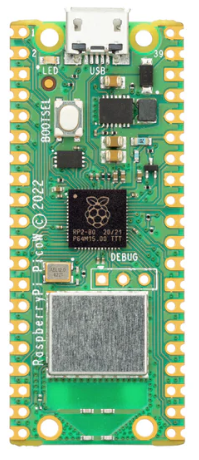 1
2
39
LED
USB
BOOTSEL
RP2-B0 20/21
P64M15.00 TTT
DEBUG
Raspberry Pi Pico W © 2022